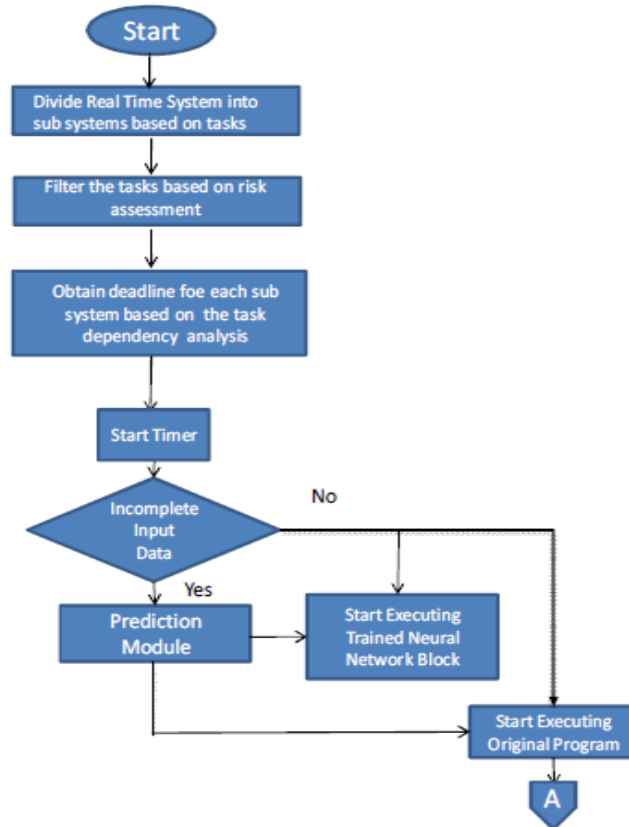 Start
Divide Real Time System into
sub systems based on tasks
Filter the tasks based on risk
assessment
Obtain deadline foe each sub
system based on the task
dependency analysis
Start Timer
Incomplete
Input
Data
No
Yes
Prediction
Module
Start Executing
Trained Neural
Network Block
Start Executing
Original Program
A